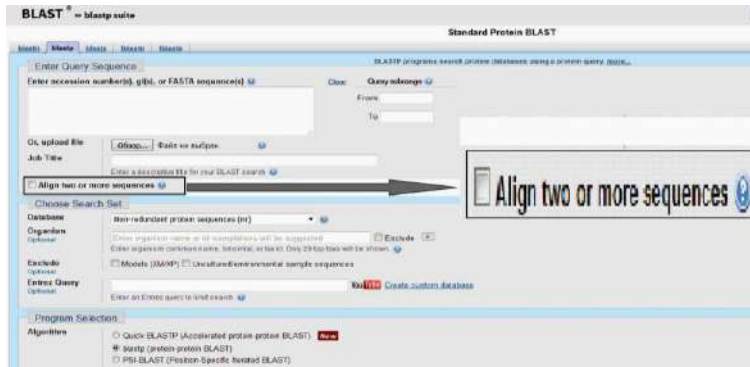 BLAST ® » blastp suite
Standard Protein BLAST
blastn blastp blastx tblastn tblastx
Enter Query Sequence
BLASTP programs search protein databases using a protein query. more...
Enter accession number(s), gi(s), or FASTA sequence(s)
Clear
Query subrange
From
To
Or, upload file
Обзор... Файл не выбран.
Job Title
Enter a descriptive title for your BLAST search
Align two or more sequences
Align two or more sequences
Choose Search Set
Database
Non-redundant protein sequences (nr)
Organism
Optional
Enter organism name or id--completions will be suggested
Exclude
Enter organism common name, binomial, or tax id. Only 20 top taxa will be shown.
Exclude
Optional
Models (XM/XP) Uncultured/environmental sample sequences
Entrez Query
Optional
YouTube Create custom database
Enter an Entrez query to limit search
Program Selection
Algorithm
Quick BLASTP (Accelerated protein-protein BLAST) New
blastp (protein-protein BLAST)
PSI-BLAST (Position-Specific Iterated BLAST)